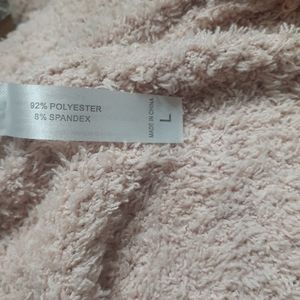 92% POLYESTER
8% SPANDEX
MADE IN CHINA
L